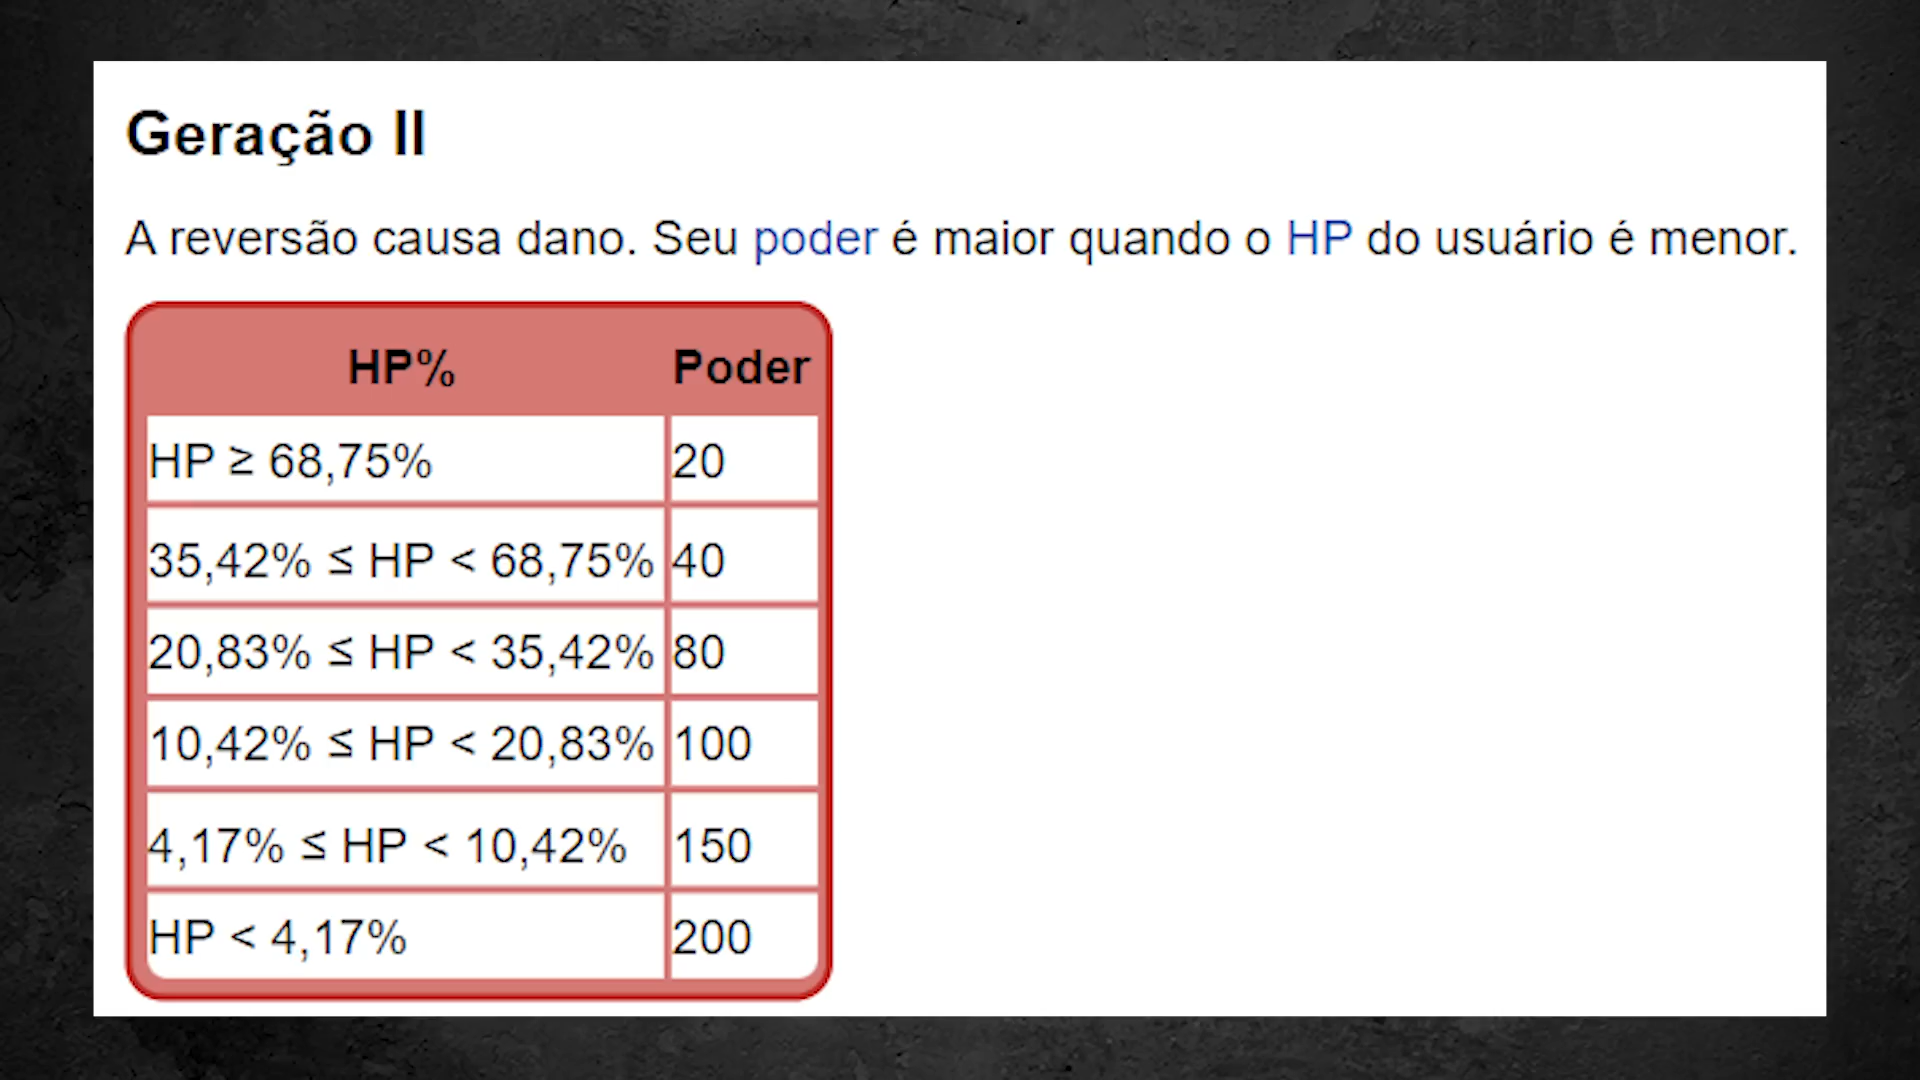 Geração II
A reversão causa dano. Seu poder é maior quando o HP do usuário é menor.
HP% Poder
HP ≥ 68,75% 20
35,42% ≤ HP < 68,75% 40
20,83% ≤ HP < 35,42% 80
10,42% ≤ HP < 20,83% 100
4,17% ≤ HP < 10,42% 150
HP < 4,17% 200